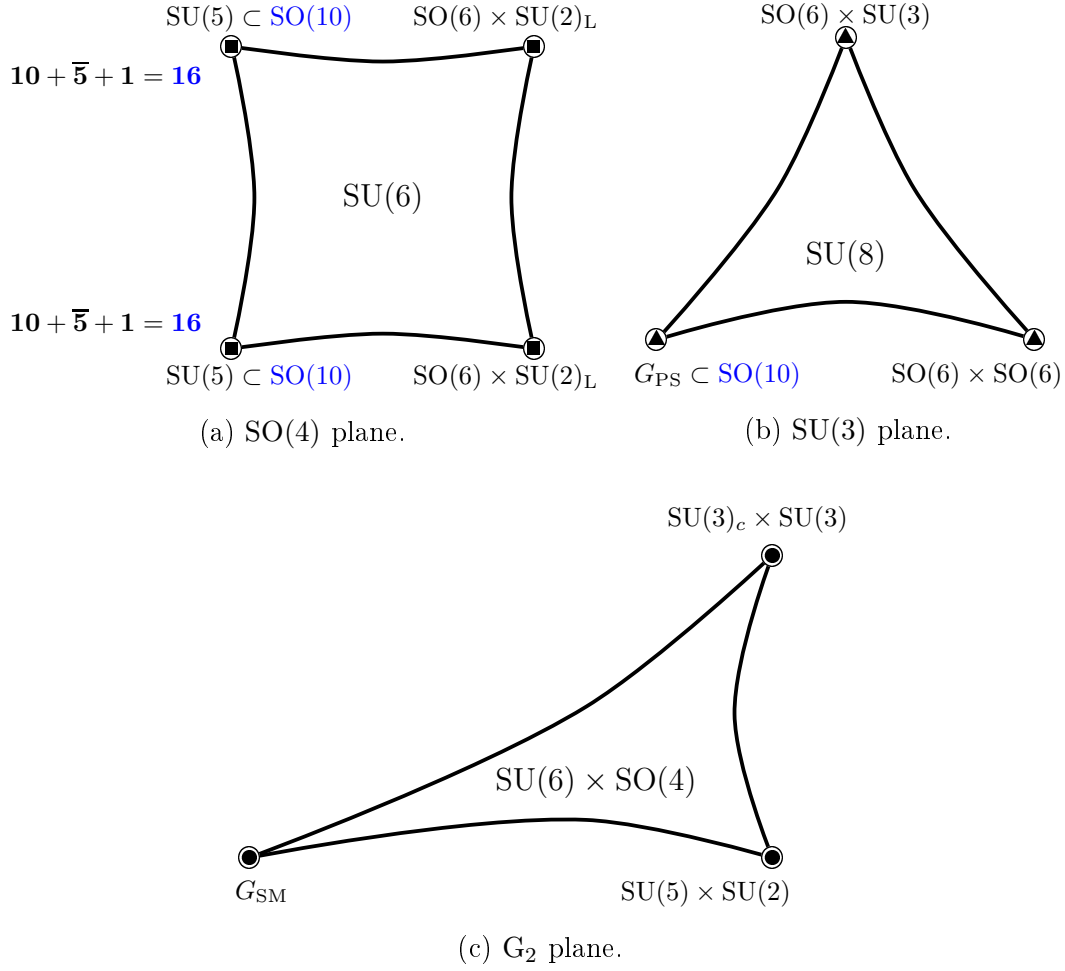 SU(5) ⊂ SO(10) SO(6) × SU(2)_L
10 + 5̅ + 1 = 16
SU(6)
10 + 5̅ + 1 = 16
SU(5) ⊂ SO(10) SO(6) × SU(2)_L
(a) SO(4) plane.
SO(6) × SU(3)
SU(8)
G_PS ⊂ SO(10) SO(6) × SO(6)
(b) SU(3) plane.
SU(3)_c × SU(3)
SU(6) × SO(4)
G_SM SU(5) × SU(2)
(c) G_2 plane.